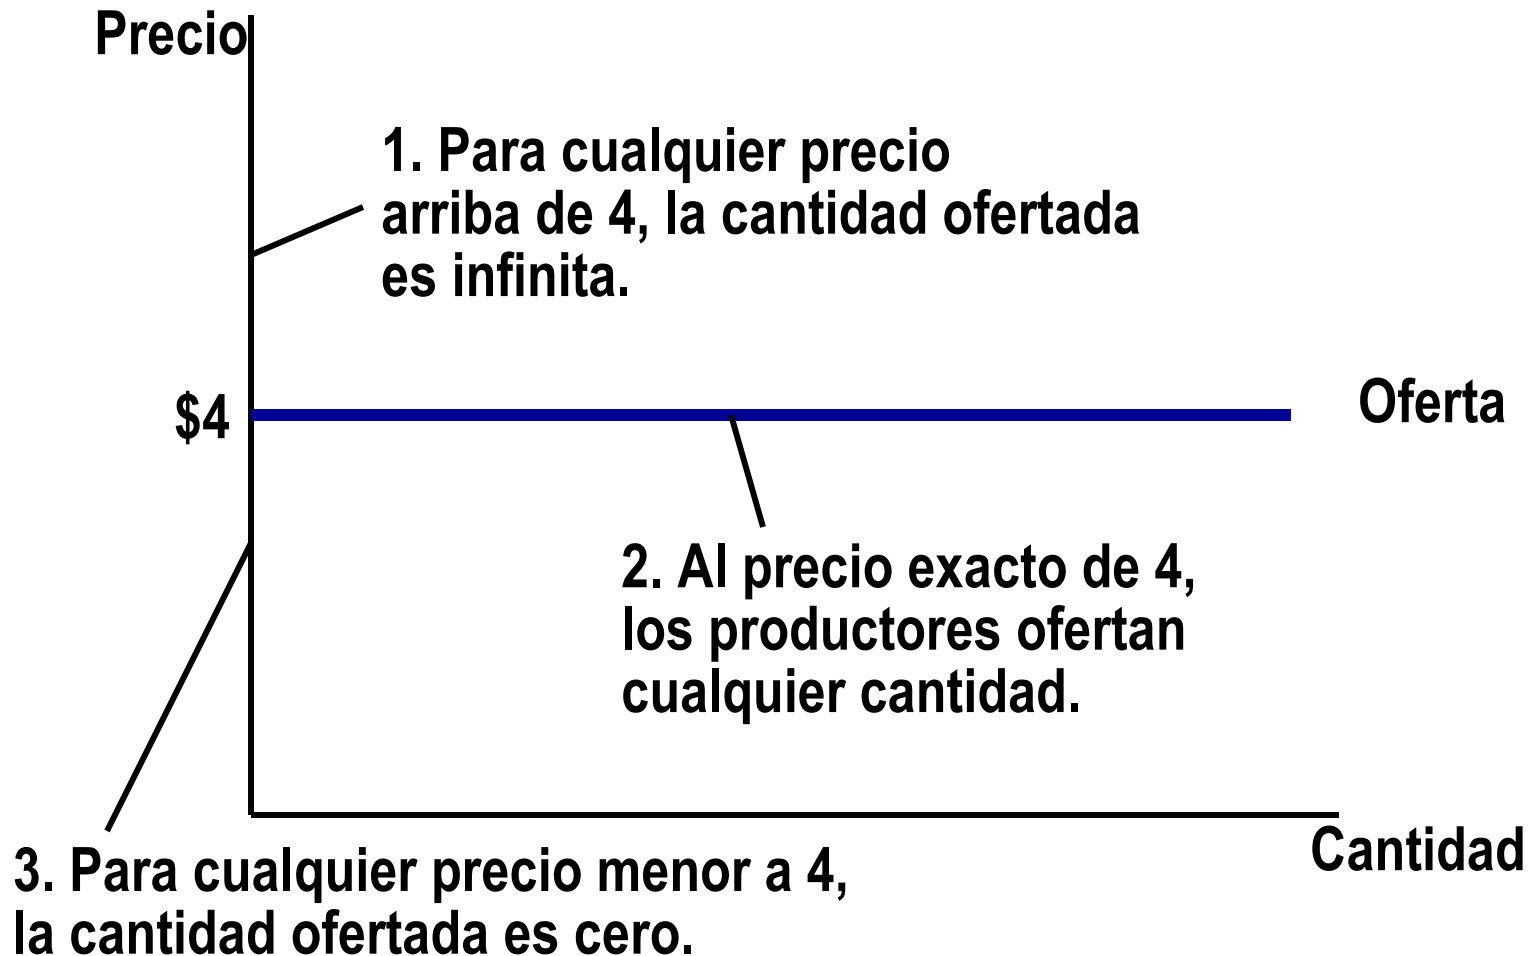 Precio
1. Para cualquier precio
arriba de 4, la cantidad ofertada
es infinita.
$4
Oferta
2. Al precio exacto de 4,
los productores ofertan
cualquier cantidad.
Cantidad
3. Para cualquier precio menor a 4,
la cantidad ofertada es cero.